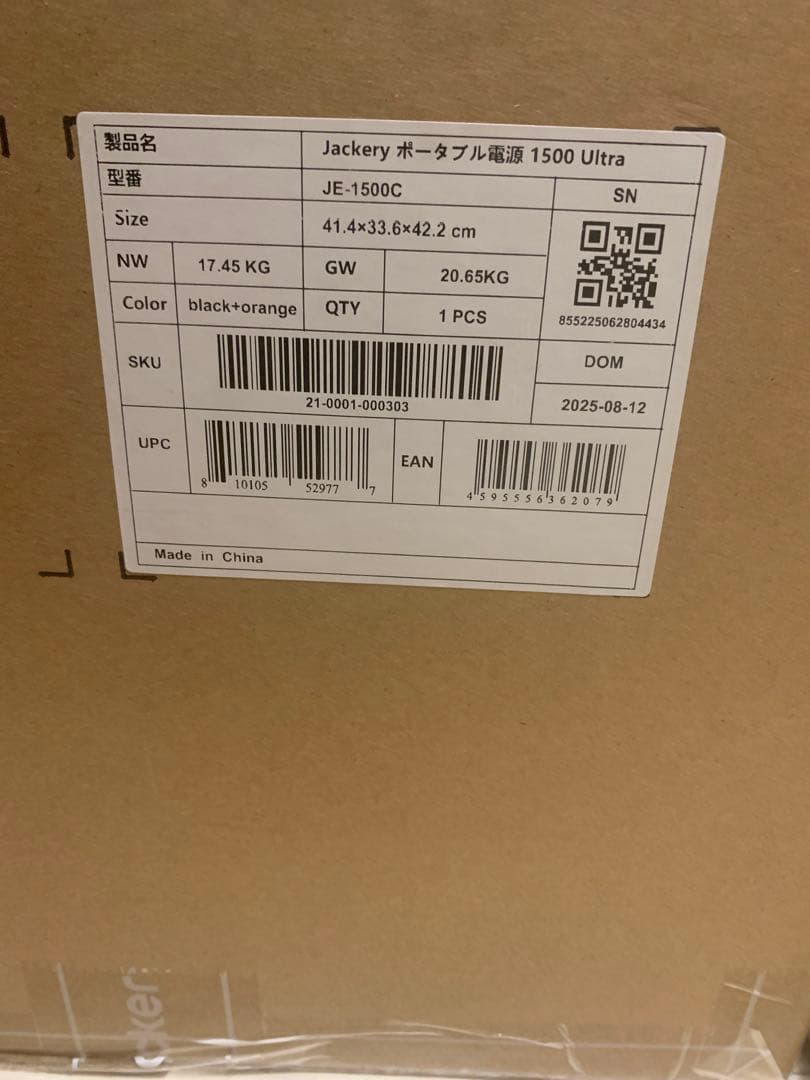 製品名 Jackery ポータブル電源 1500 Ultra
型番 JE-1500C SN
Size 41.4×33.6×42.2 cm
NW 17.45 KG GW 20.65KG
855225062804434
Color black+orange QTY 1 PCS
SKU DOM
21-0001-000303 2025-08-12
UPC EAN
8 10105 52977 7 4 595556 362079
Made in China